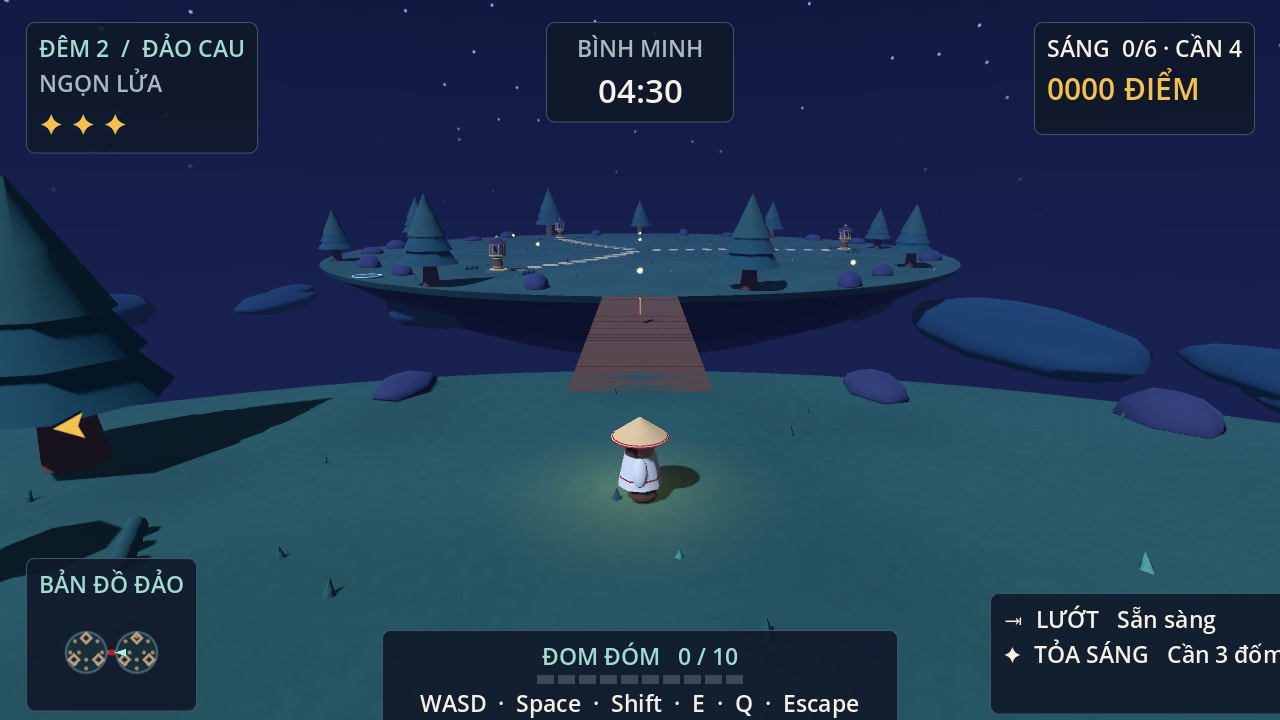 ĐÊM 2 / ĐẢO CAU
NGỌN LỬA
BÌNH MINH
04:30
SÁNG 0/6 · CẦN 4
0000 ĐIỂM
BẢN ĐỒ ĐẢO
ĐOM ĐÓM 0 / 10
WASD · Space · Shift · E · Q · Escape
LƯỚT Sẵn sàng
TỎA SÁNG Cần 3 đóm